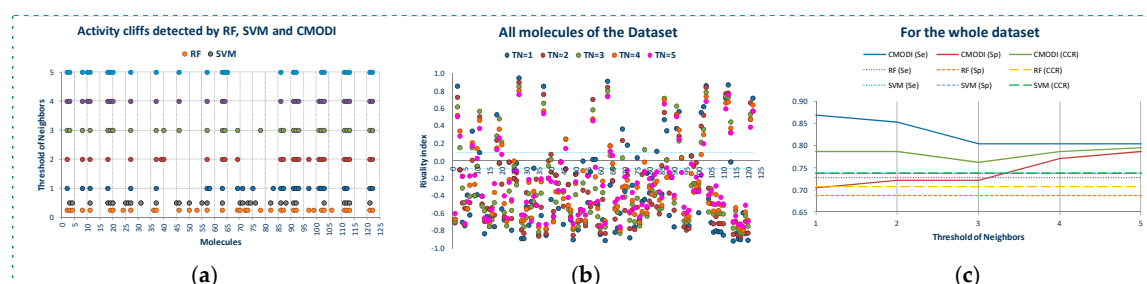 Activity cliffs detected by RF, SVM and CMODI
RF SVM
Threshold of Neighbors
5
4
3
2
1
0
0 5 10 15 20 25 30 35 40 45 50 55 60 65 70 75 80 85 90 95 100 105 110 115 120 125
Molecules
(a)
All molecules of the Dataset
TN=1 TN=2 TN=3 TN=4 TN=5
Rivality index
1.0
0.8
0.6
0.4
0.2
0.0
-0.2
-0.4
-0.6
-0.8
-1.0
(b)
For the whole dataset
CMODI (Se) CMODI (Sp) CMODI (CCR)
RF (Se) RF (Sp) RF (CCR)
SVM (Se) SVM (Sp) SVM (CCR)
0.90
0.85
0.80
0.75
0.70
0.65
1 2 3 4 5
Threshold of Neighbors
(c)